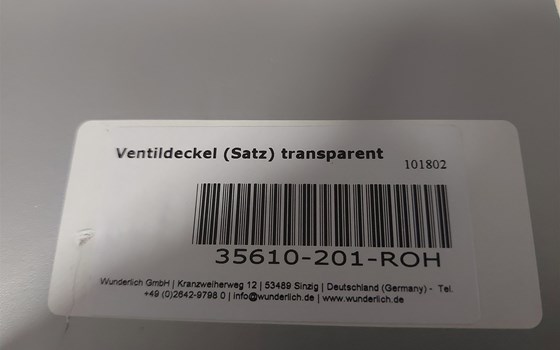 Ventildeckel (Satz) transparent
101802
35610-201-ROH
Wunderlich GmbH | Kranzweiherweg 12 | 53489 Sinzig | Deutschland (Germany) - Tel.
+49 (0)2642-9798 0 | info@wunderlich.de | www.wunderlich.de